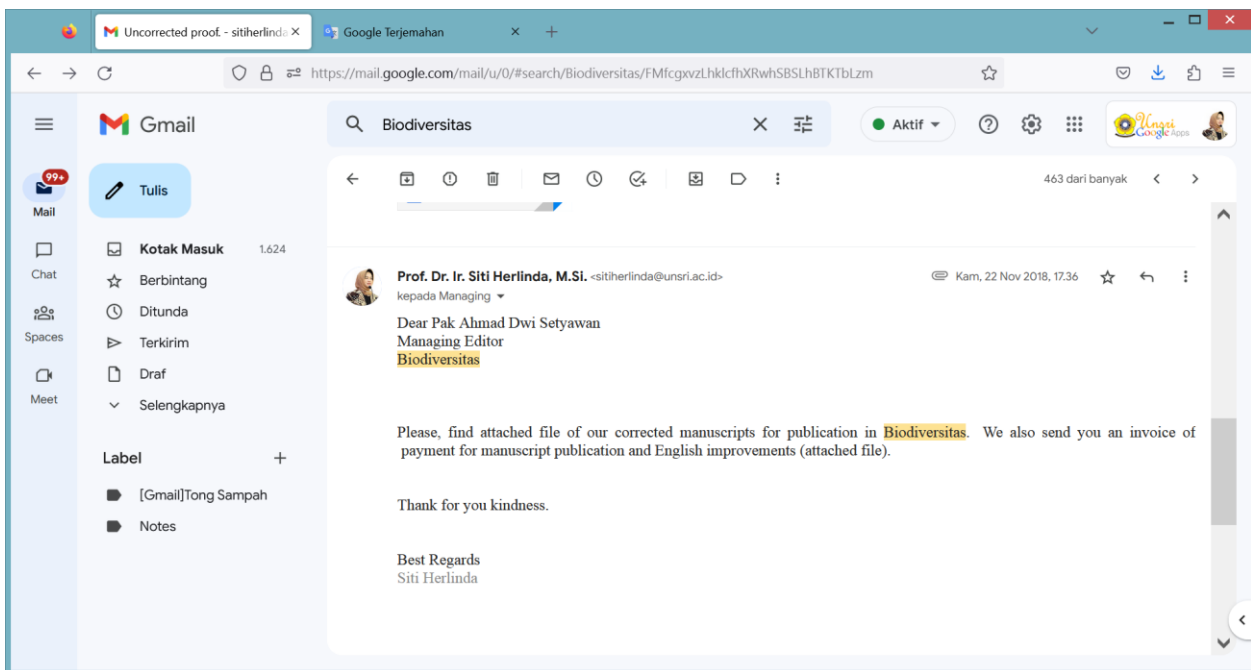 Uncorrected proof. - sitiherlinda
Google Terjemahan
https://mail.google.com/mail/u/0/#search/Biodiversitas/FMfcgxvzLhklcfhXRwhSBSLhBTKTbLzm
Gmail
Biodiversitas
Aktif
Unsri
Google Apps
99+
Mail
Tulis
463 dari banyak
Kotak Masuk 1.624
Chat
Berbintang
Prof. Dr. Ir. Siti Herlinda, M.Si. <sitiherlinda@unsri.ac.id>
Kam, 22 Nov 2018, 17.36
kepada Managing
Ditunda
Spaces
Terkirim
Draf
Meet
Selengkapnya
Label
[Gmail]Tong Sampah
Notes
Dear Pak Ahmad Dwi Setyawan
Managing Editor
Biodiversitas
Please, find attached file of our corrected manuscripts for publication in Biodiversitas. We also send you an invoice of
payment for manuscript publication and English improvements (attached file).
Thank for you kindness.
Best Regards
Siti Herlinda